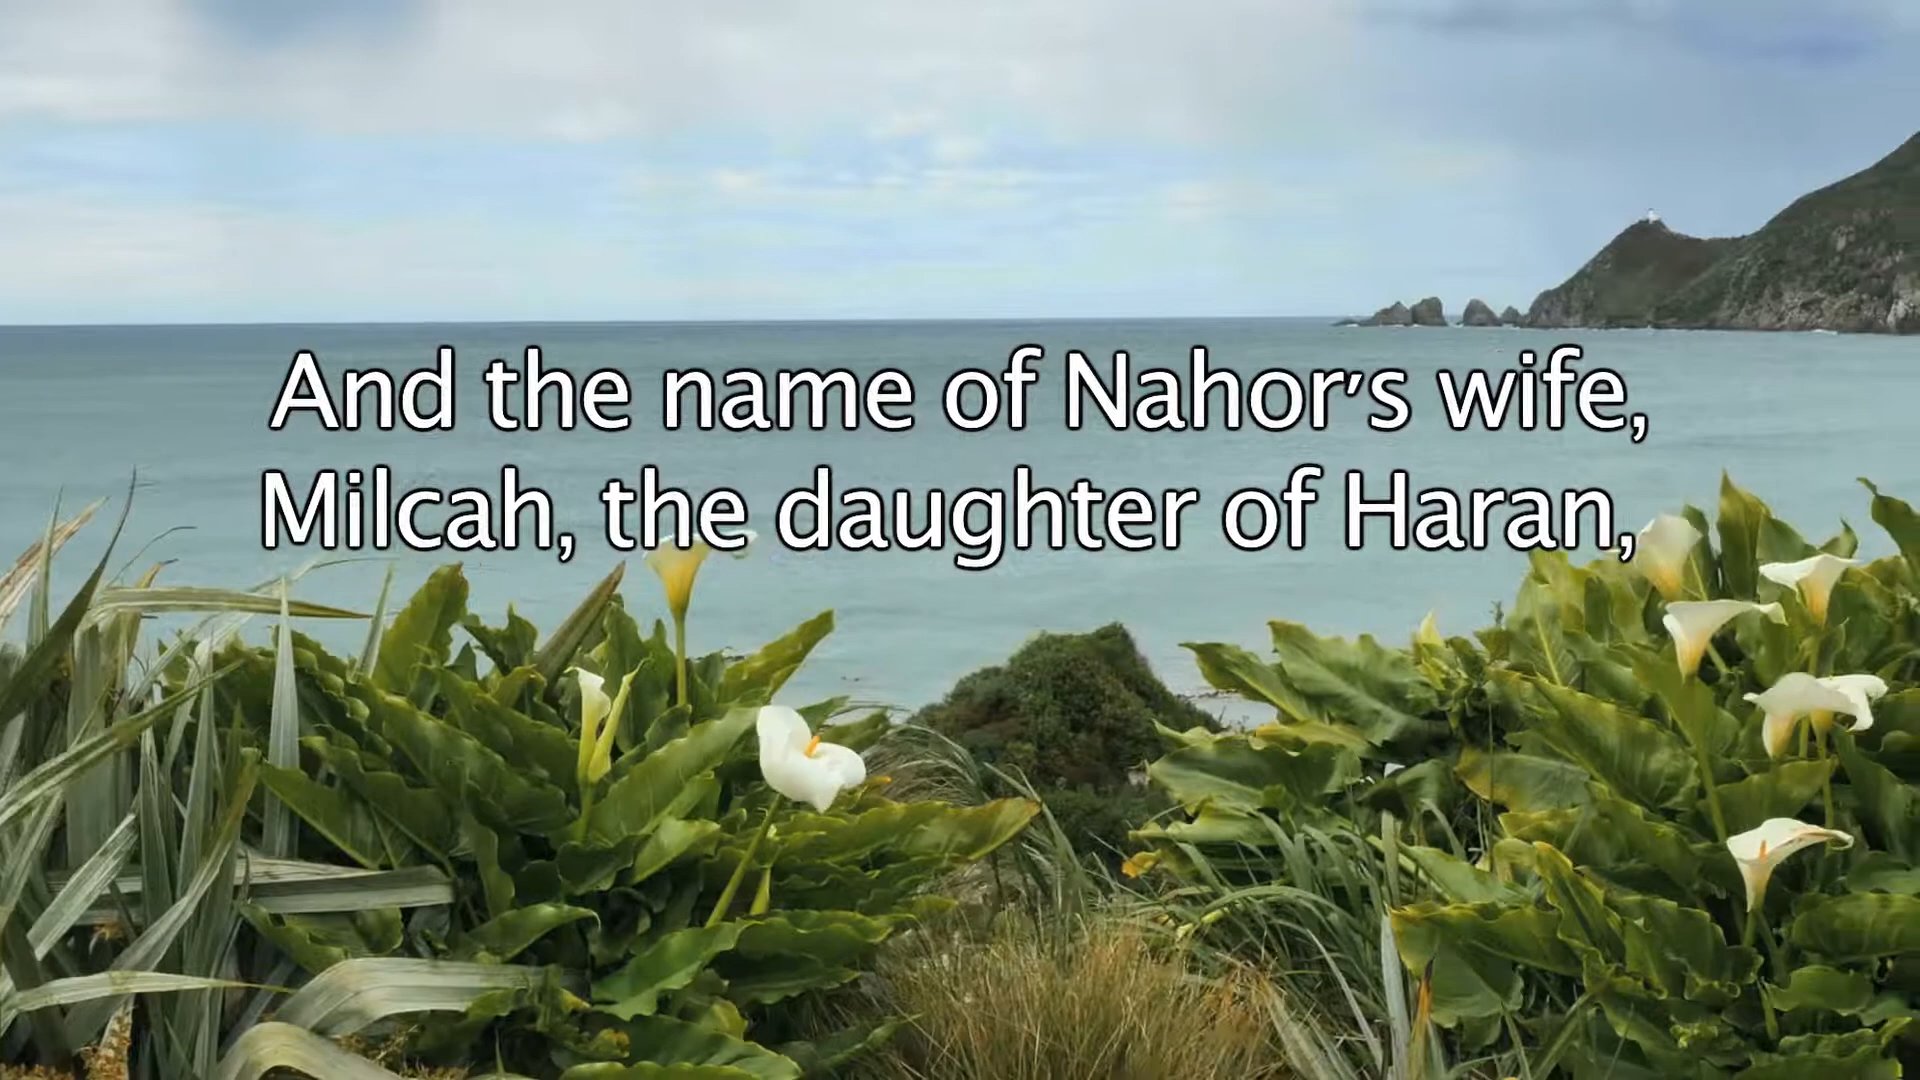 And the name of Nahor's wife,
Milcah, the daughter of Haran,